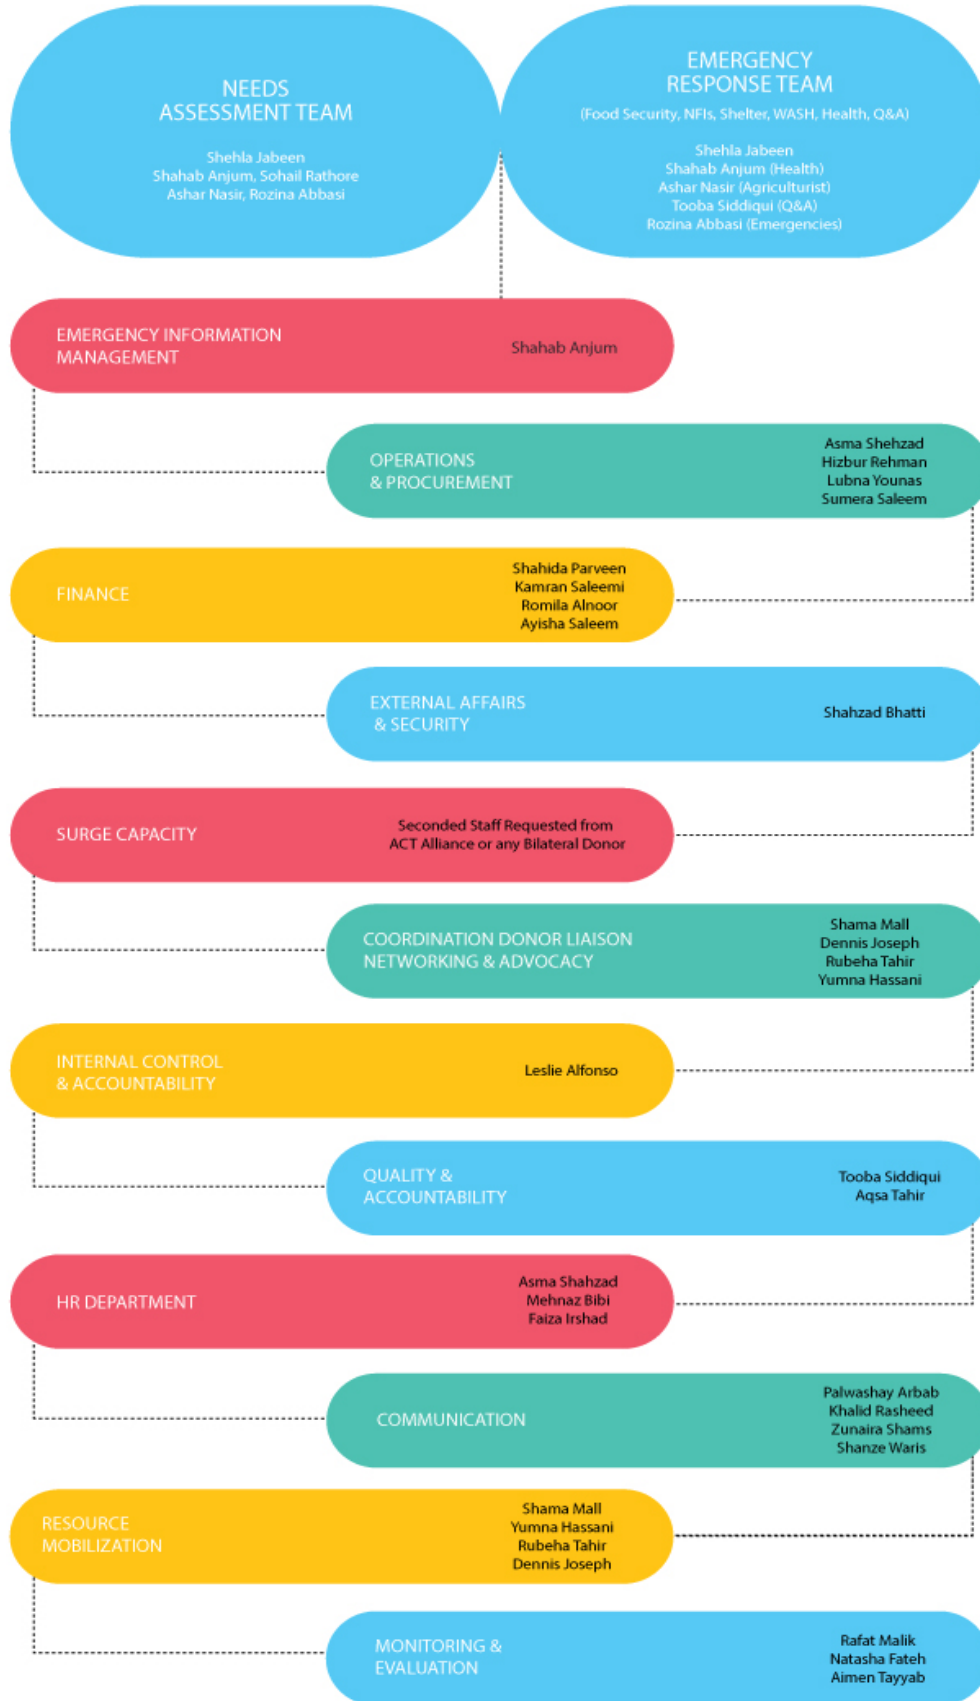 NEEDS
ASSESSMENT TEAM
Shehla Jabeen
Shahab Anjum, Sohail Rathore
Ashar Nasir, Rozina Abbasi
EMERGENCY
RESPONSE TEAM
(Food Security, NFIs, Shelter, WASH, Health, Q&A)
Shehla Jabeen
Shahab Anjum (Health)
Ashar Nasir (Agriculturist)
Tooba Siddiqui (Q&A)
Rozina Abbasi (Emergencies)
EMERGENCY INFORMATION
MANAGEMENT
Shahab Anjum
OPERATIONS
& PROCUREMENT
Asma Shehzad
Hizbur Rehman
Lubna Younas
Sumera Saleem
FINANCE
Shahida Parveen
Kamran Saleemi
Romila Alnoor
Ayisha Saleem
EXTERNAL AFFAIRS
& SECURITY
Shahzad Bhatti
SURGE CAPACITY
Seconded Staff Requested from
ACT Alliance or any Bilateral Donor
COORDINATION DONOR LIAISON
NETWORKING & ADVOCACY
Shama Mall
Dennis Joseph
Rubeha Tahir
Yumna Hassani
INTERNAL CONTROL
& ACCOUNTABILITY
Leslie Alfonso
QUALITY &
ACCOUNTABILITY
Tooba Siddiqui
Aqsa Tahir
HR DEPARTMENT
Asma Shahzad
Mehnaz Bibi
Faiza Irshad
COMMUNICATION
Palwashay Arbab
Khalid Rasheed
Zunaira Shams
Shanze Waris
RESOURCE
MOBILIZATION
Shama Mall
Yumna Hassani
Rubeha Tahir
Dennis Joseph
MONITORING &
EVALUATION
Rafat Malik
Natasha Fateh
Aimen Tayyab